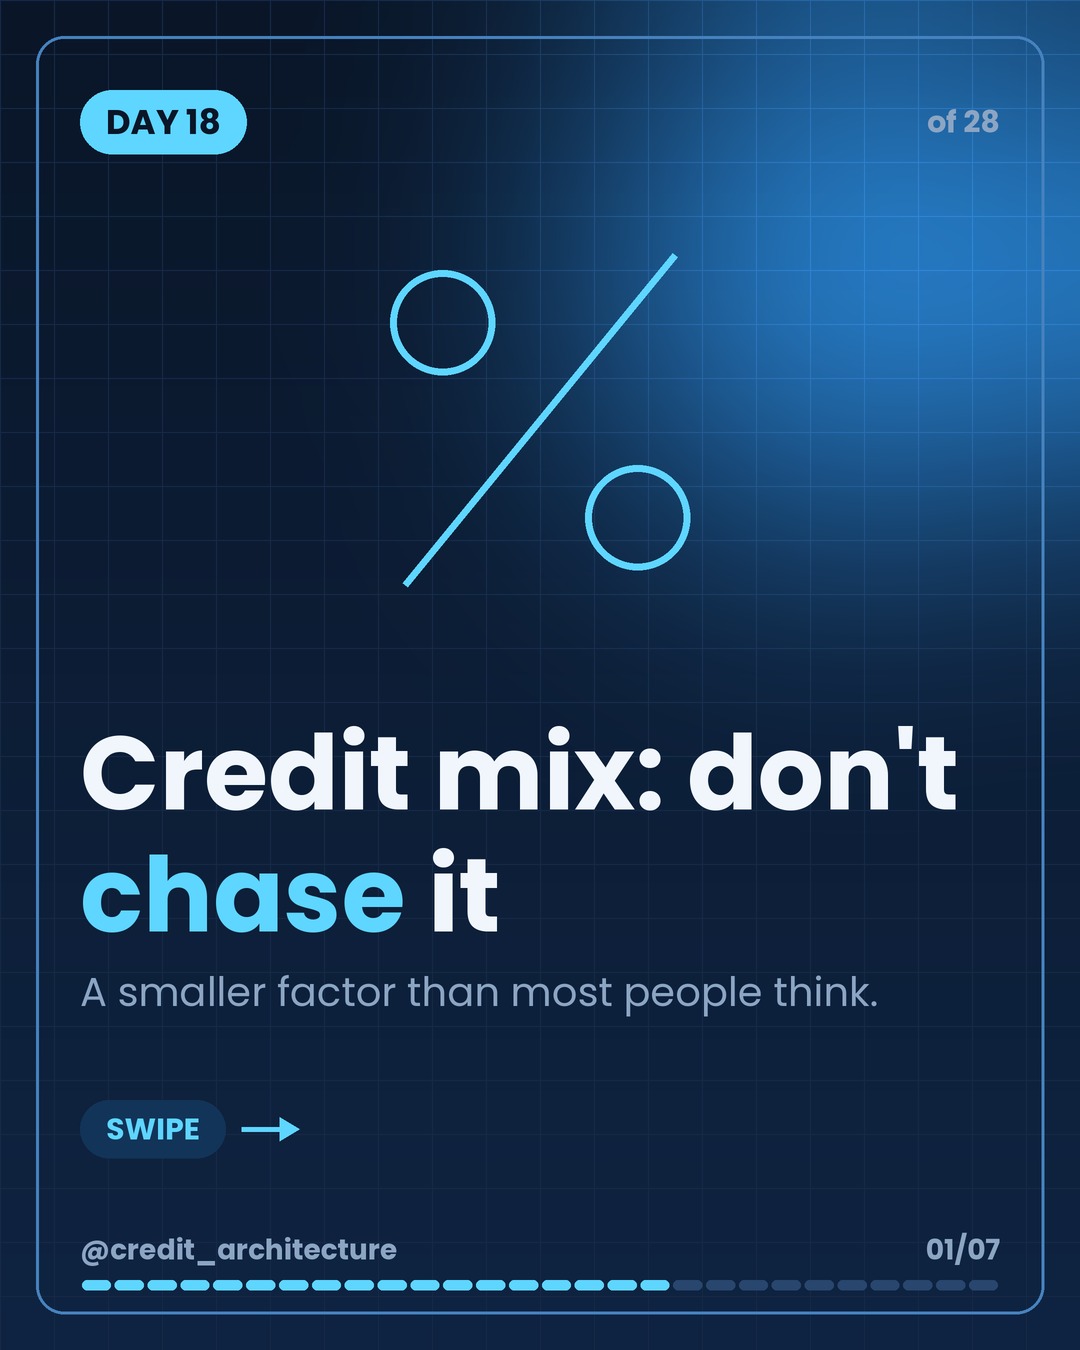 DAY 18
of 28
%
Credit mix: don't
chase it
A smaller factor than most people think.
SWIPE
@credit_architecture
01/07